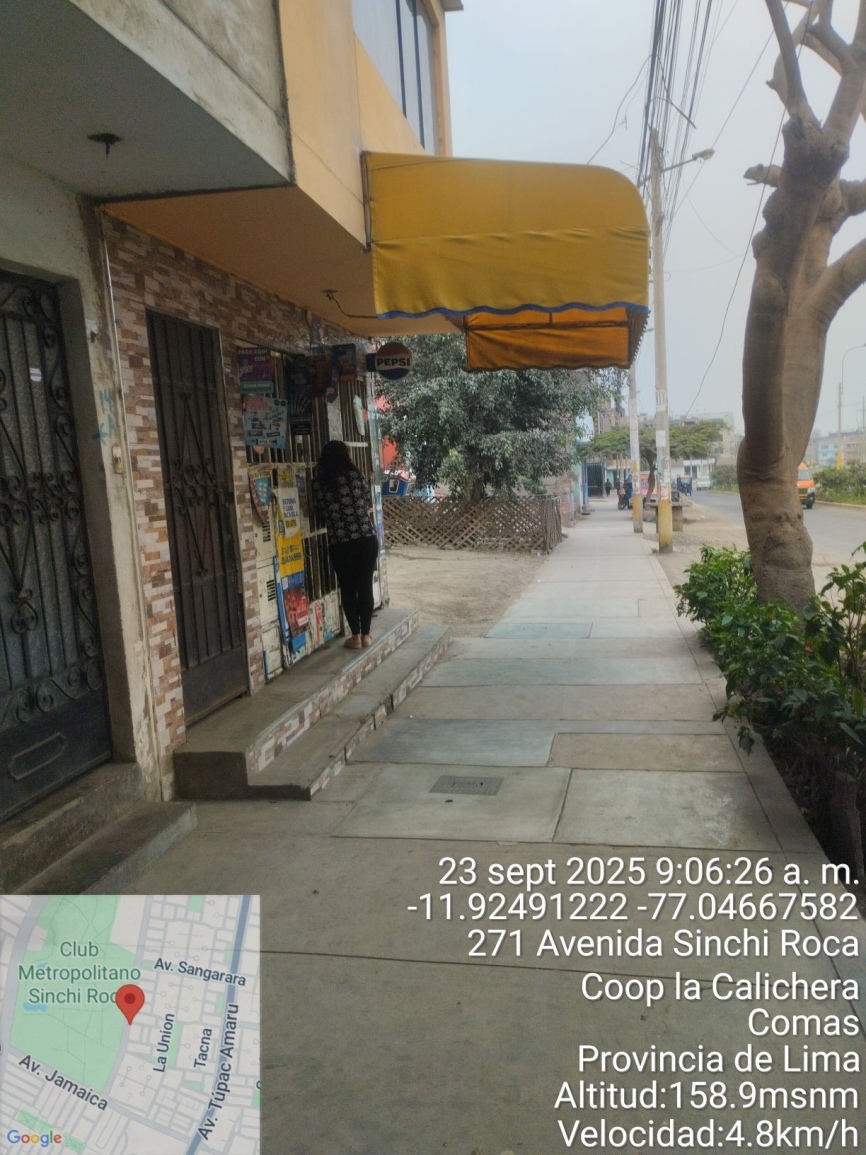 PEPSI
23 sept 2025 9:06:26 a. m.
-11.92491222 -77.04667582
271 Avenida Sinchi Roca
Coop la Calichera
Comas
Provincia de Lima
Altitud:158.9msnm
Velocidad:4.8km/h
Club
Metropolitano
Sinchi Roc
Av. Sangarara
La Union
Tacna
Av. Túpac Amaru
Av. Jamaica
Google